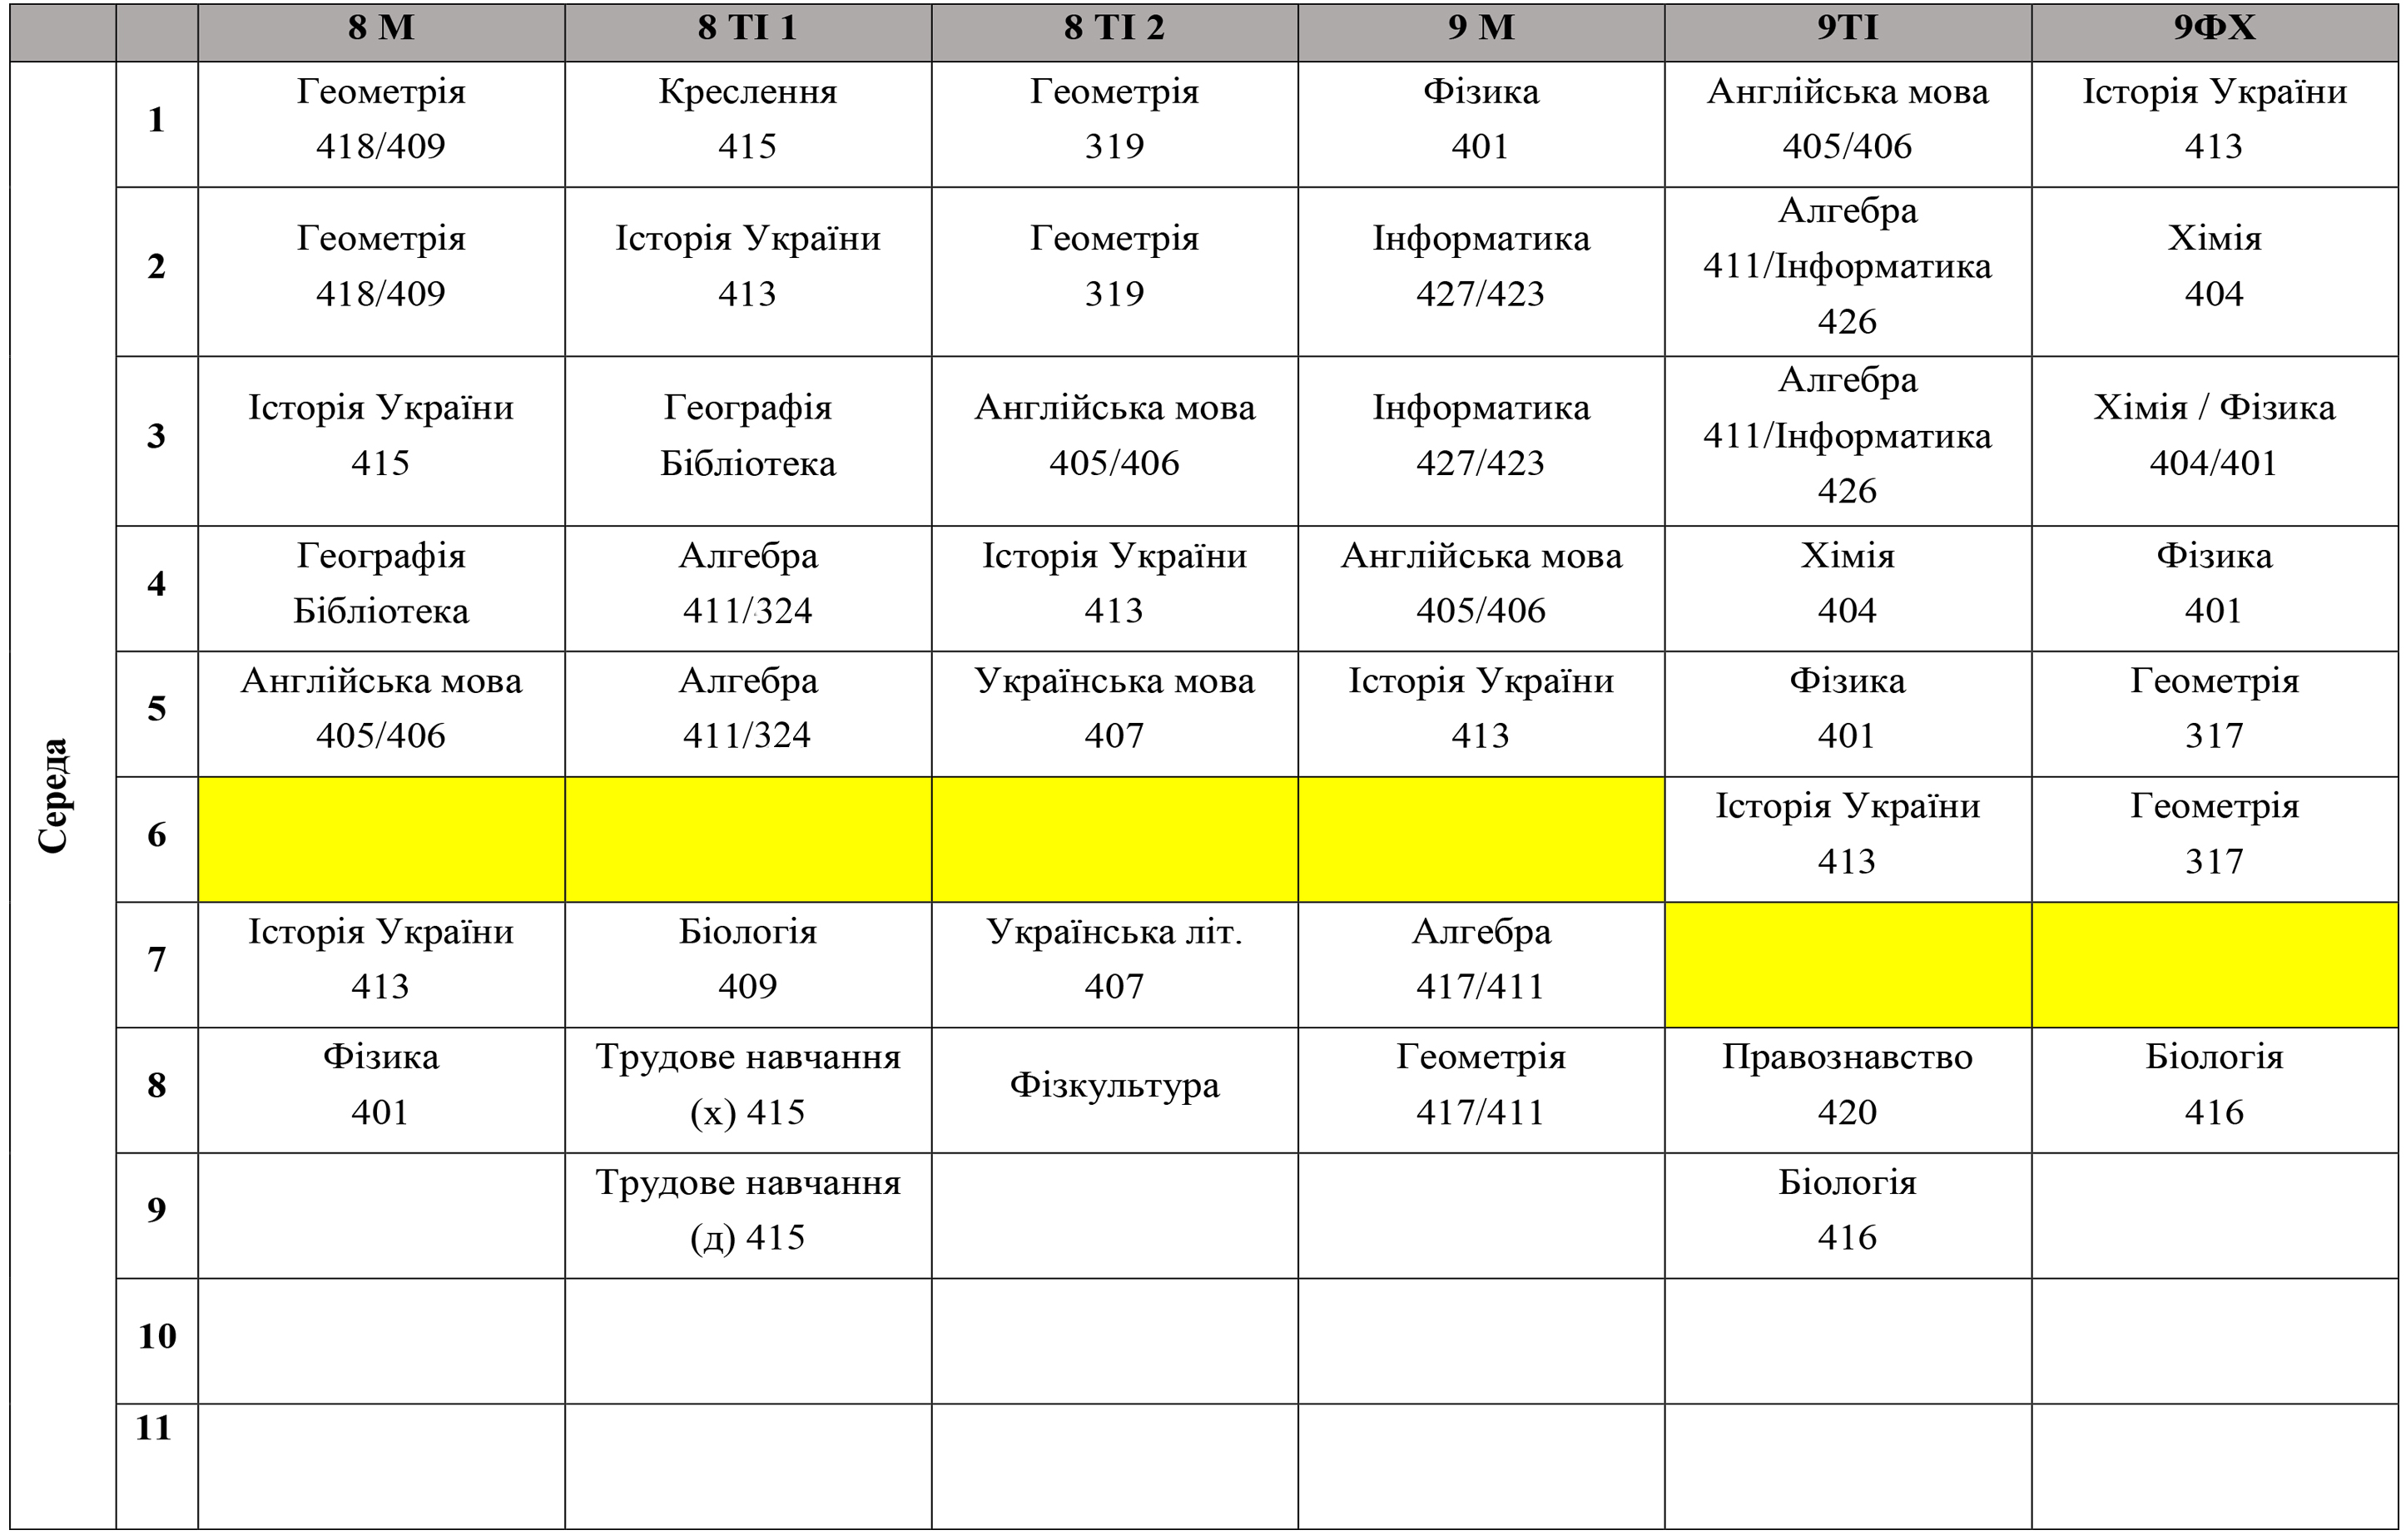 8 М 8 ТІ 1 8 ТІ 2 9 М 9ТІ 9ФХ
Середа
1
Геометрія
418/409
Креслення
415
Геометрія
319
Фізика
401
Англійська мова
405/406
Історія України
413
2
Геометрія
418/409
Історія України
413
Геометрія
319
Інформатика
427/423
Алгебра
411/Інформатика
426
Хімія
404
3
Історія України
415
Географія
Бібліотека
Англійська мова
405/406
Інформатика
427/423
Алгебра
411/Інформатика
426
Хімія / Фізика
404/401
4
Географія
Бібліотека
Алгебра
411/324
Історія України
413
Англійська мова
405/406
Хімія
404
Фізика
401
5
Англійська мова
405/406
Алгебра
411/324
Українська мова
407
Історія України
413
Фізика
401
Геометрія
317
6
Історія України
413
Геометрія
317
7
Історія України
413
Біологія
409
Українська літ.
407
Алгебра
417/411
8
Фізика
401
Трудове навчання
(х) 415
Фізкультура
Геометрія
417/411
Правознавство
420
Біологія
416
9
Трудове навчання
(д) 415
Біологія
416
10
11